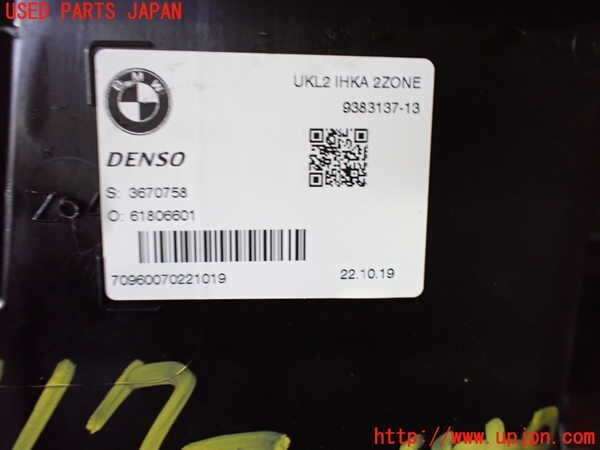 USED PARTS JAPAN
BMW
UKL2 IHKA 2ZONE
9383137-13
DENSO
S: 3670758
O: 61806601
70960070221019
22.10.19
http://www.upjon.com/